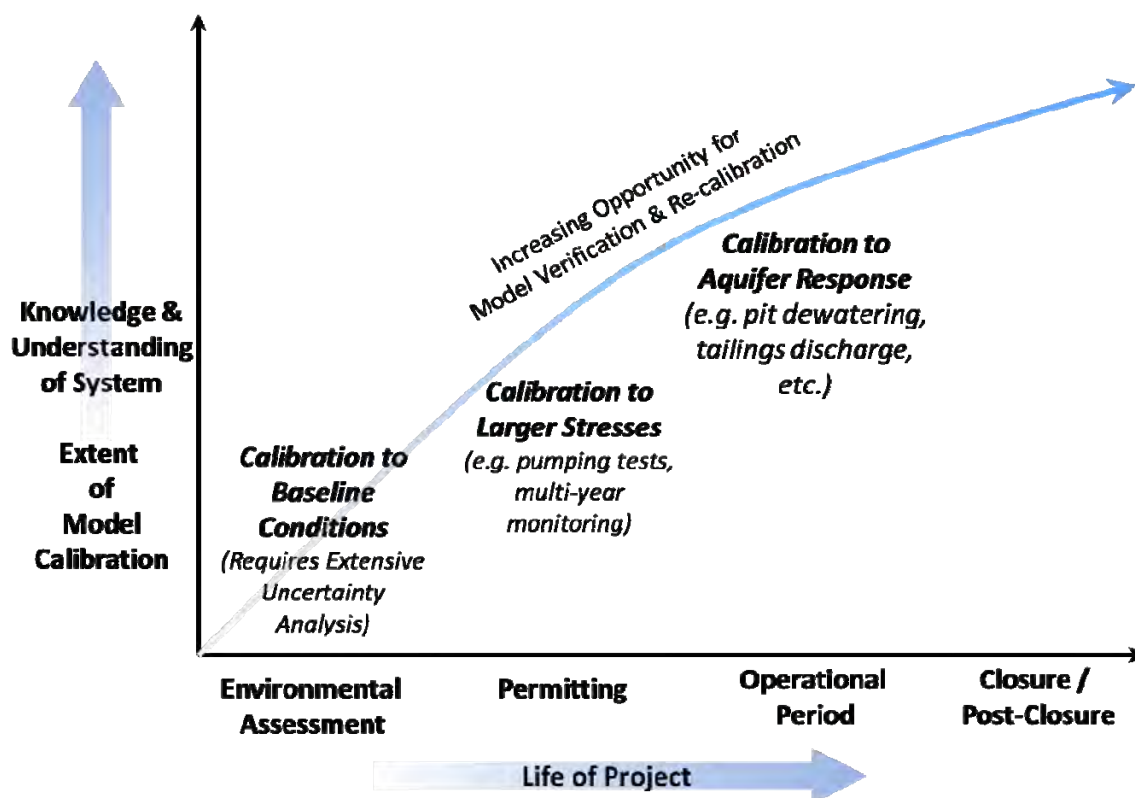 Increasing Opportunity for
Model Verification & Re-calibration
Knowledge &
Understanding
of System
Extent
of
Model
Calibration
Calibration to
Baseline
Conditions
(Requires Extensive
Uncertainty
Analysis)
Calibration to
Larger Stresses
(e.g. pumping tests,
multi-year
monitoring)
Calibration to
Aquifer Response
(e.g. pit dewatering,
tailings discharge,
etc.)
Environmental
Assessment
Permitting
Operational
Period
Closure /
Post-Closure
Life of Project